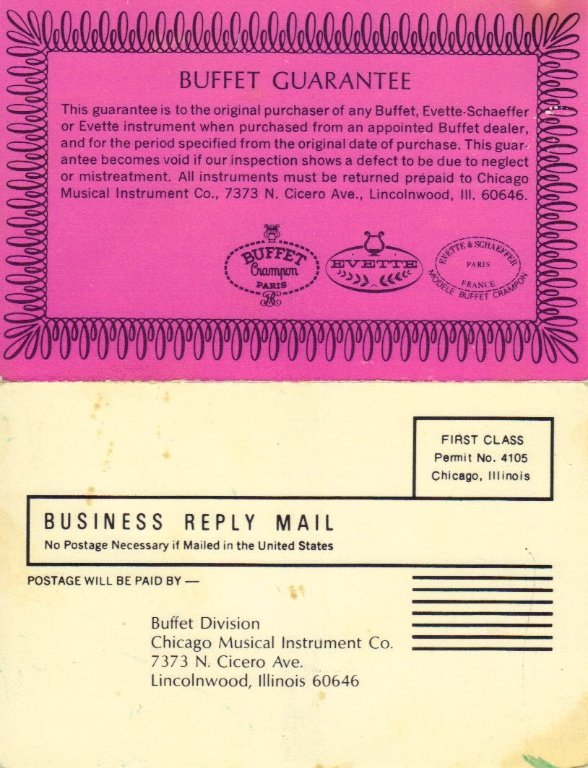 BUFFET GUARANTEE
This guarantee is to the original purchaser of any Buffet, Evette-Schaeffer
or Evette instrument when purchased from an appointed Buffet dealer,
and for the period specified from the original date of purchase. This guar-
antee becomes void if our inspection shows a defect to be due to neglect
or mistreatment. All instruments must be returned prepaid to Chicago
Musical Instrument Co., 7373 N. Cicero Ave., Lincolnwood, Ill. 60646.
BUFFET
Crampon
PARIS
EVETTE
EVETTE & SCHAEFFER
PARIS
FRANCE
MODÈLE BUFFET CRAMPON
FIRST CLASS
Permit No. 4105
Chicago, Illinois
BUSINESS REPLY MAIL
No Postage Necessary if Mailed in the United States
POSTAGE WILL BE PAID BY —
Buffet Division
Chicago Musical Instrument Co.
7373 N. Cicero Ave.
Lincolnwood, Illinois 60646